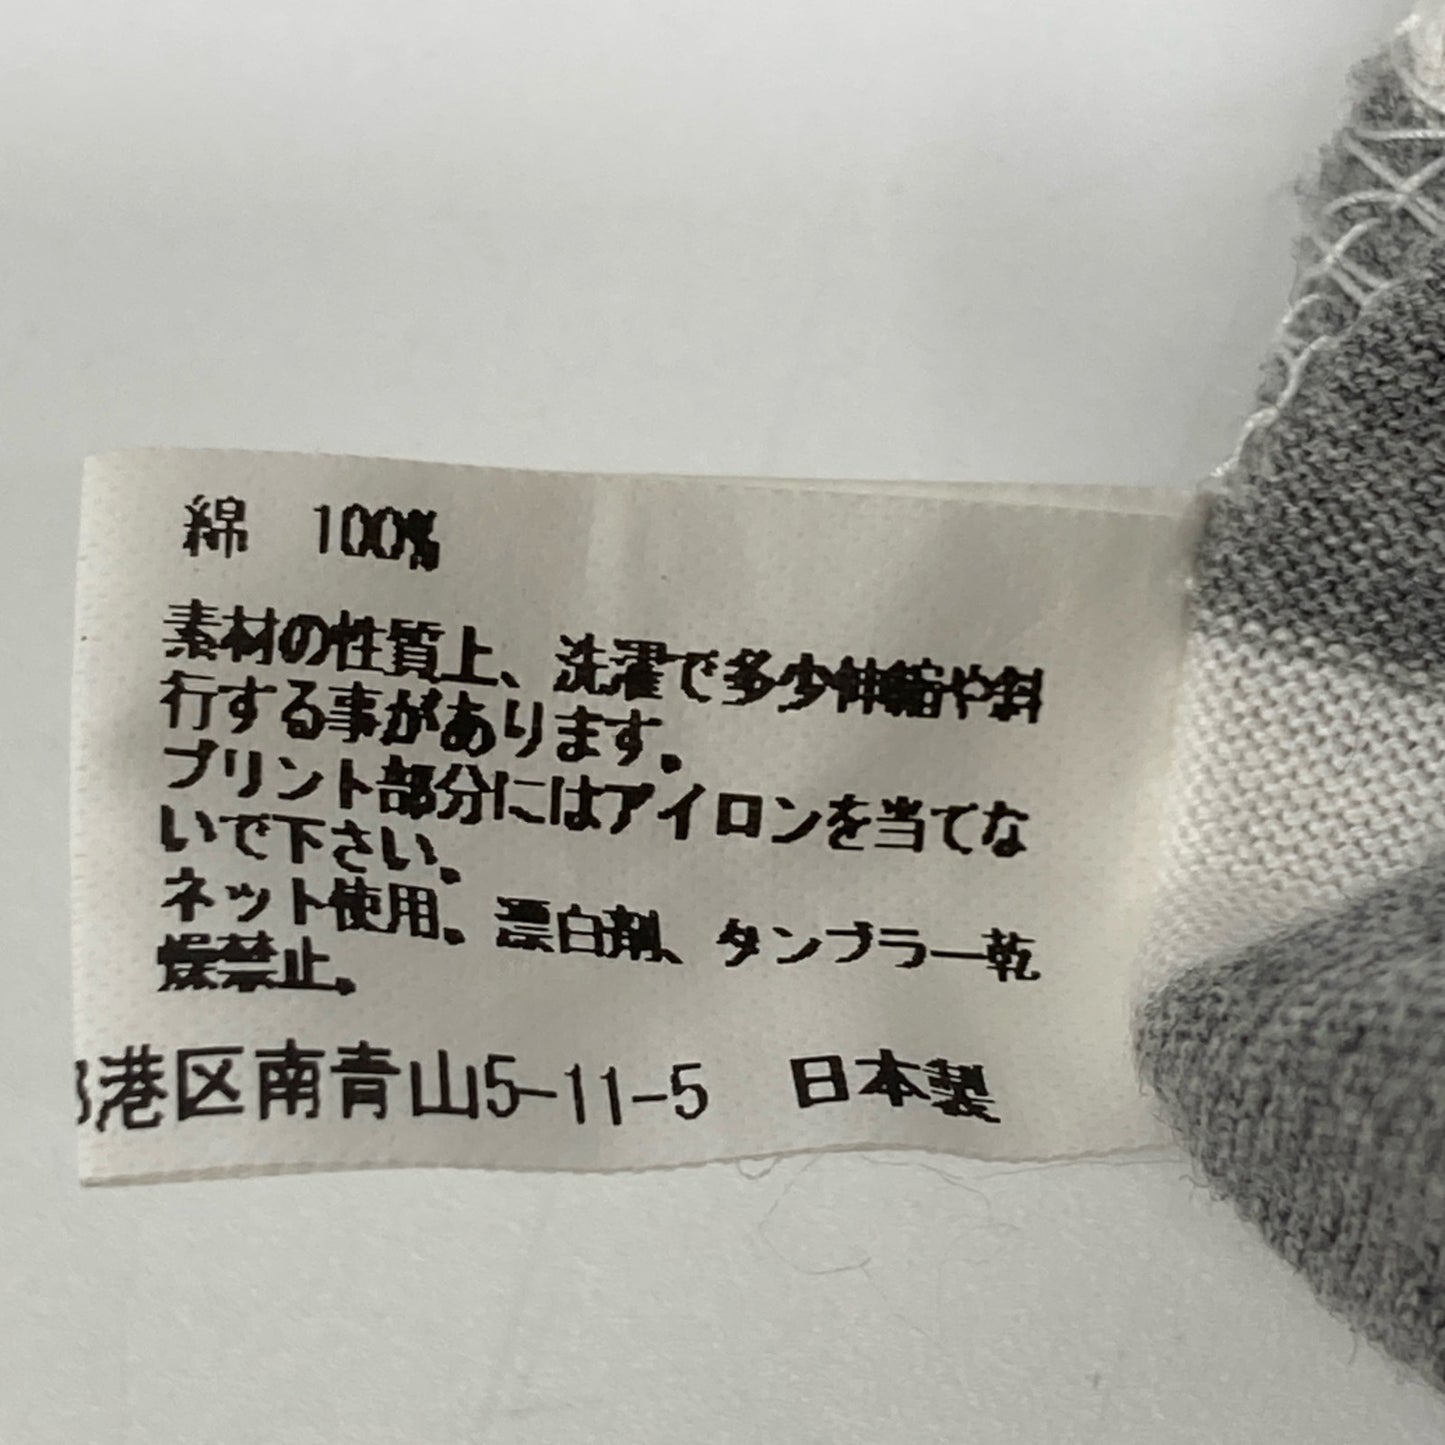 綿 100%
素材の性質上、洗濯で多少伸縮や斜
行する事があります。
プリント部分にはアイロンを当てな
いで下さい。
ネット使用。漂白剤、タンブラー乾
燥禁止。
港区南青山5-11-5 日本製